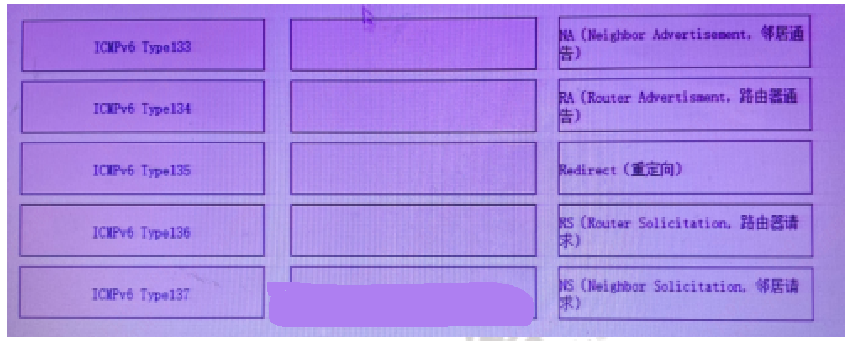 ICMPv6 Type133
NA (Neighbor Advertisement, 邻居通
告)
ICMPv6 Type134
RA (Router Advertisment, 路由器通
告)
ICMPv6 Type135
Redirect (重定向)
ICMPv6 Type136
RS (Router Solicitation, 路由器请
求)
ICMPv6 Type137
NS (Neighbor Solicitation, 邻居请
求)